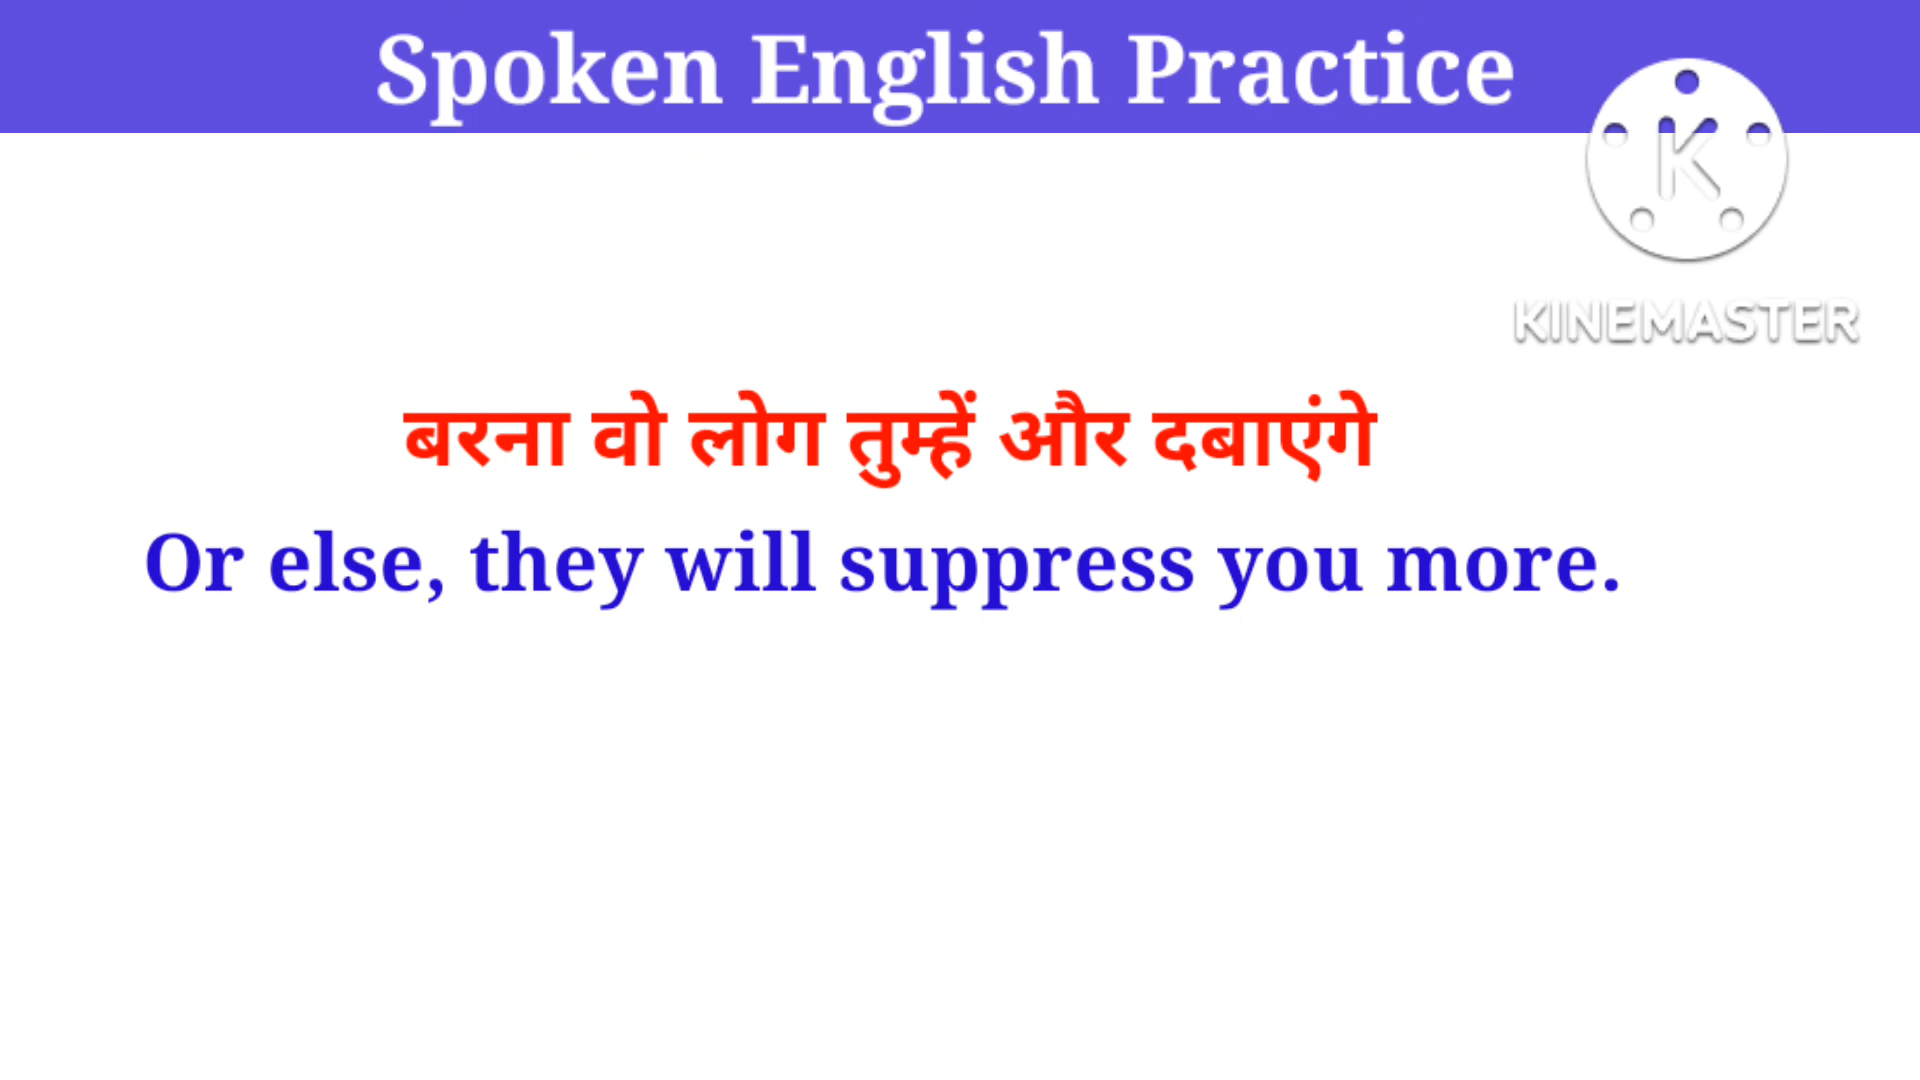 Spoken English Practice
K
KINEMASTER
बरना वो लोग तुम्हें और दबाएंगे
Or else, they will suppress you more.